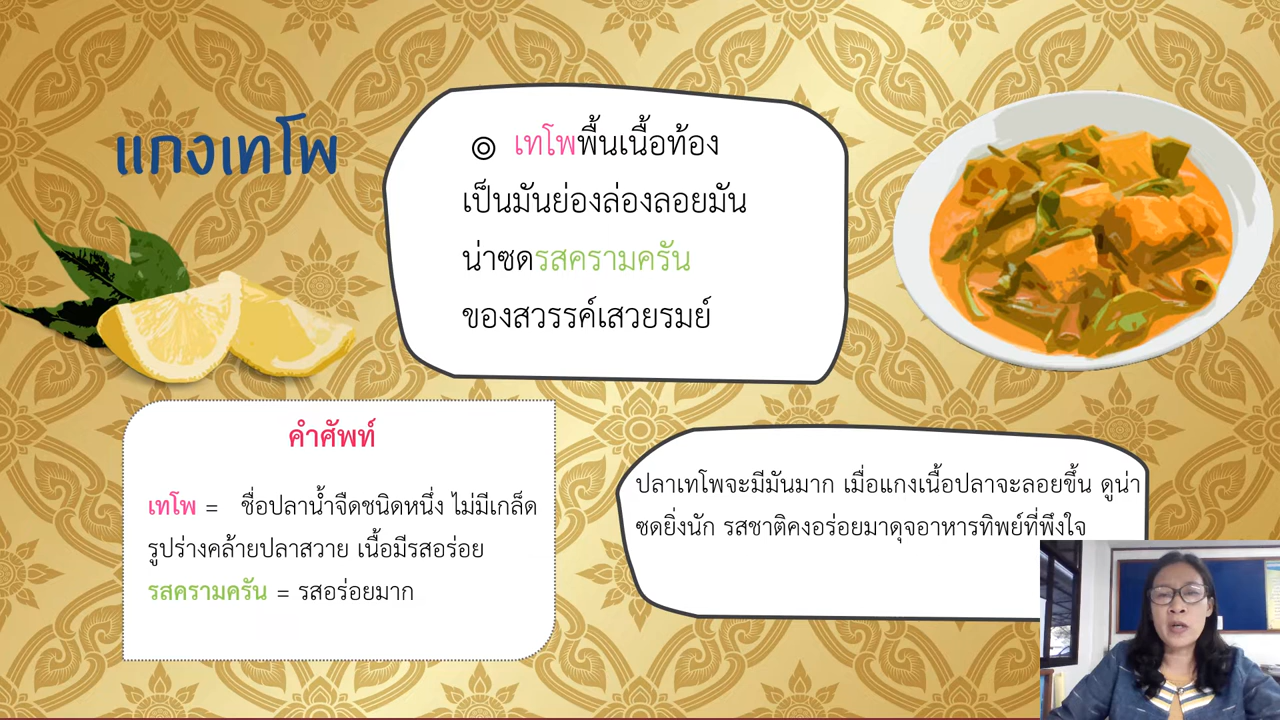 แกงเทโพ
๏ เทโพพื้นเนื้อท้อง
เป็นมันย่องล่องลอยมัน
น่าซดรสครามครัน
ของสวรรค์เสวยรมย์
คำศัพท์
เทโพ = ชื่อปลาน้ำจืดชนิดหนึ่ง ไม่มีเกล็ด
รูปร่างคล้ายปลาสวาย เนื้อมีรสอร่อย
รสครามครัน = รสอร่อยมาก
ปลาเทโพจะมีมันมาก เมื่อแกงเนื้อปลาจะลอยขึ้น ดูน่า
ซดยิ่งนัก รสชาติคงอร่อยมาดุจอาหารทิพย์ที่พึงใจ